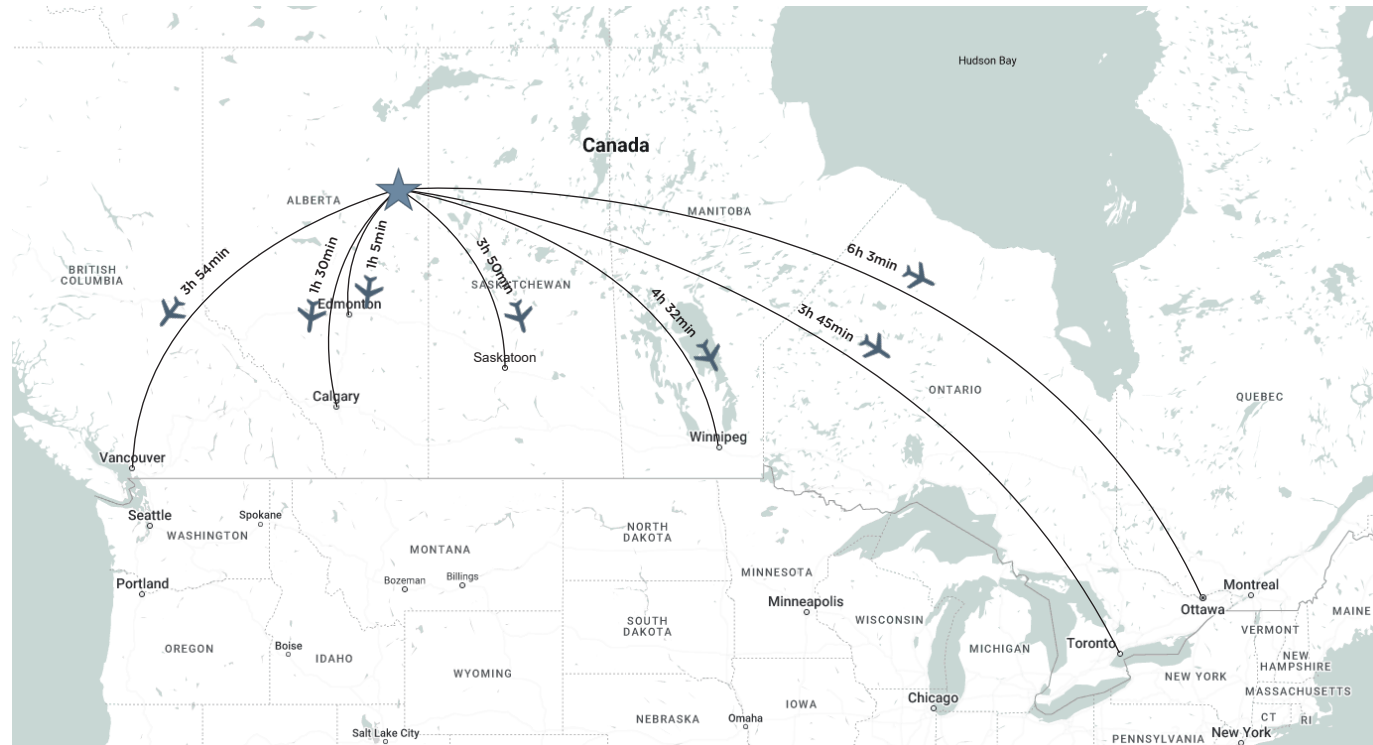 Hudson Bay
Canada
ALBERTA
MANITOBA
6h 3min
3h 54min
1h 30min
1h 5min
3h 50min
BRITISH
COLUMBIA
SASKATCHEWAN
Edmonton
4h 32min
3h 45min
Saskatoon
ONTARIO
QUEBEC
Calgary
Winnipeg
Vancouver
Seattle
Spokane
WASHINGTON
NORTH
DAKOTA
MONTANA
MINNESOTA
Portland
Bozeman
Billings
Minneapolis
Montreal
Ottawa
MAINE
WISCONSIN
SOUTH
DAKOTA
VERMONT
OREGON
Boise
IDAHO
MICHIGAN
Toronto
NEW
HAMPSHIRE
WYOMING
NEW YORK
MASSACHUSETTS
Chicago
IOWA
NEBRASKA
Omaha
CT
RI
Salt Lake City
PENNSYLVANIA
New York